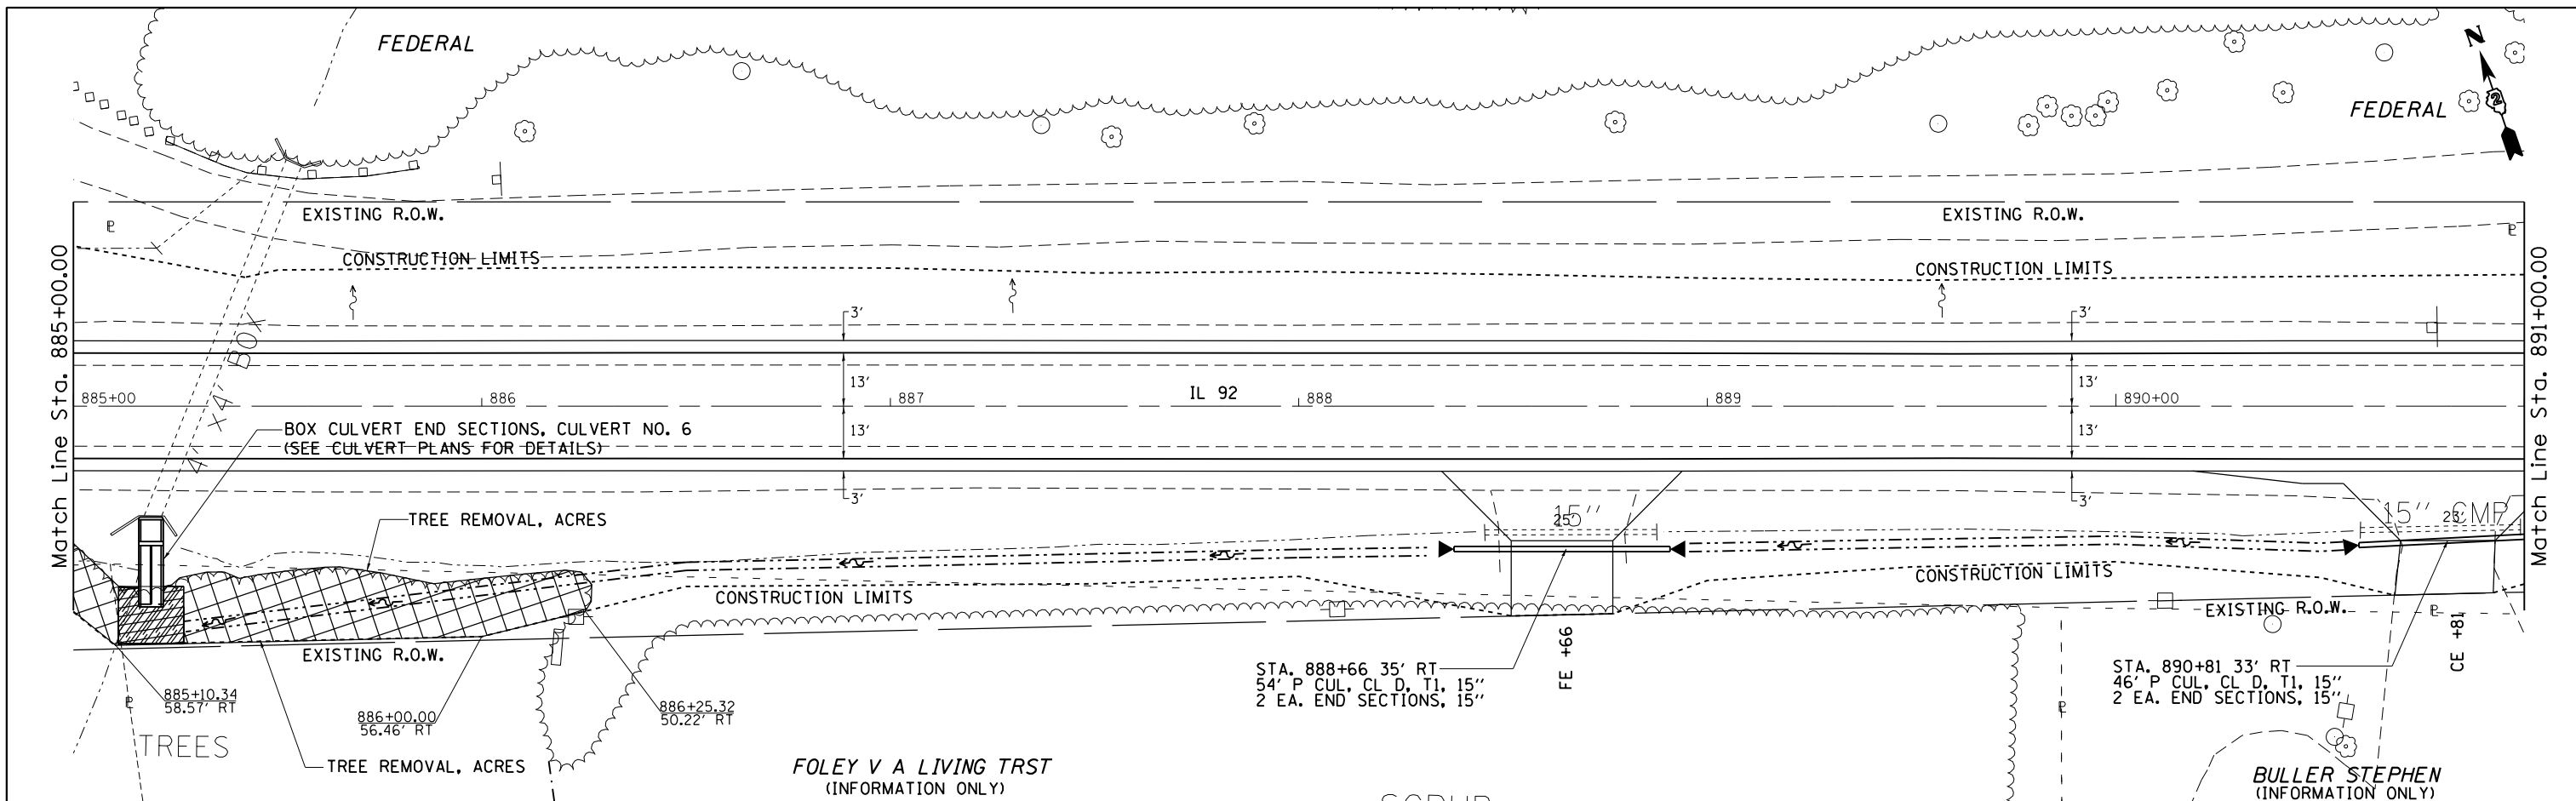 FEDERAL
N
2
FEDERAL
EXISTING R.O.W.
EXISTING R.O.W.
P
P
CONSTRUCTION LIMITS
CONSTRUCTION LIMITS
Match Line Sta. 885+00.00
Match Line Sta. 891+00.00
3'
3'
4' X4' BOX
13'
13'
885+00
886
887
IL 92
888
889
890+00
13'
13'
BOX CULVERT END SECTIONS, CULVERT NO. 6
(SEE CULVERT PLANS FOR DETAILS)
3'
3'
TREE REMOVAL, ACRES
15''
25'
15'' CMP
23'
CONSTRUCTION LIMITS
CONSTRUCTION LIMITS
EXISTING R.O.W.
P
EXISTING R.O.W.
FE +66
CE +81
STA. 888+66 35' RT
54' P CUL, CL D, T1, 15''
2 EA. END SECTIONS, 15''
STA. 890+81 33' RT
46' P CUL, CL D, T1, 15''
2 EA. END SECTIONS, 15''
885+10.34
58.57' RT
P
886+00.00
56.46' RT
886+25.32
50.22' RT
P
TREES
TREE REMOVAL, ACRES
FOLEY V A LIVING TRST
(INFORMATION ONLY)
BULLER STEPHEN
(INFORMATION ONLY)